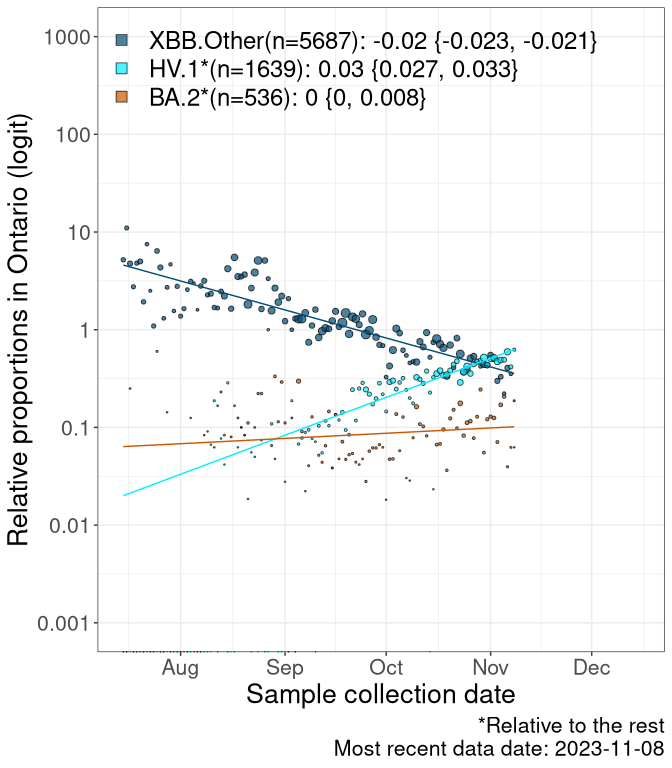 Relative proportions in Ontario (logit)
1000
100
10
1
0.1
0.01
0.001
XBB.Other(n=5687): -0.02 {-0.023, -0.021}
HV.1*(n=1639): 0.03 {0.027, 0.033}
BA.2*(n=536): 0 {0, 0.008}
Aug Sep Oct Nov Dec
Sample collection date
*Relative to the rest
Most recent data date: 2023-11-08